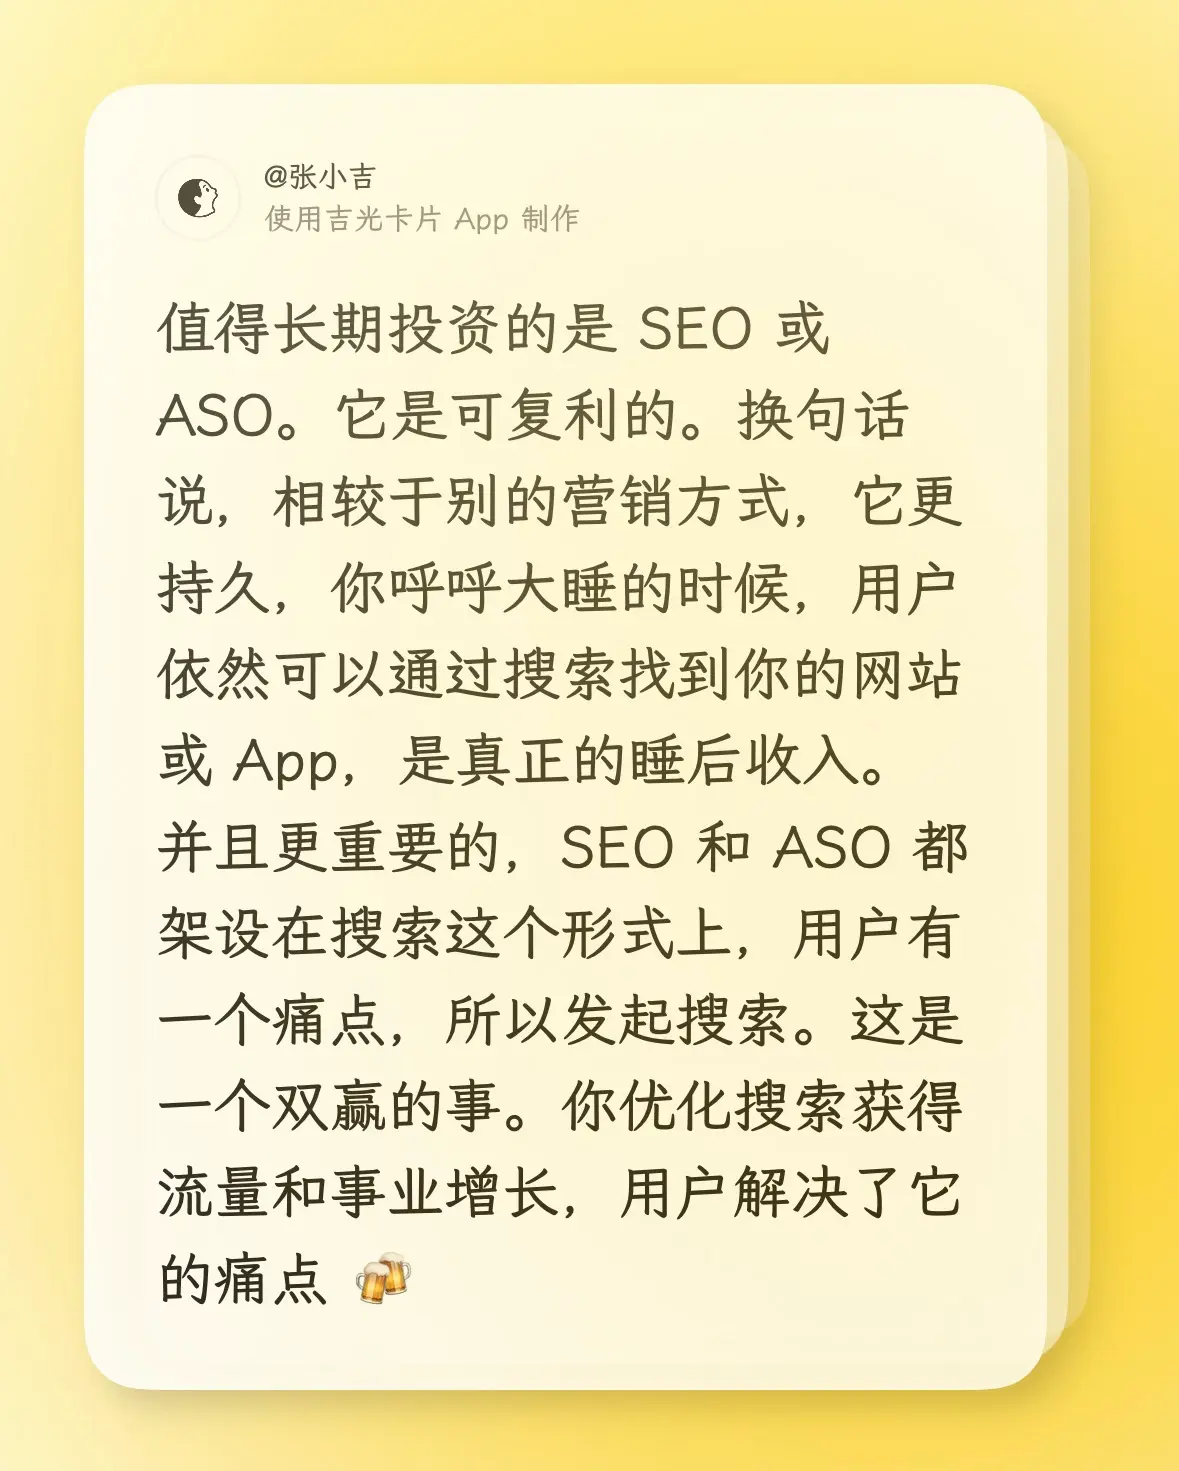 @张小吉
使用吉光卡片 App 制作
值得长期投资的是 SEO 或
ASO。它是可复利的。换句话
说，相较于别的营销方式，它更
持久，你呼呼大睡的时候，用户
依然可以通过搜索找到你的网站
或 App，是真正的睡后收入。
并且更重要的，SEO 和 ASO 都
架设在搜索这个形式上，用户有
一个痛点，所以发起搜索。这是
一个双赢的事。你优化搜索获得
流量和事业增长，用户解决了它
的痛点 🍻